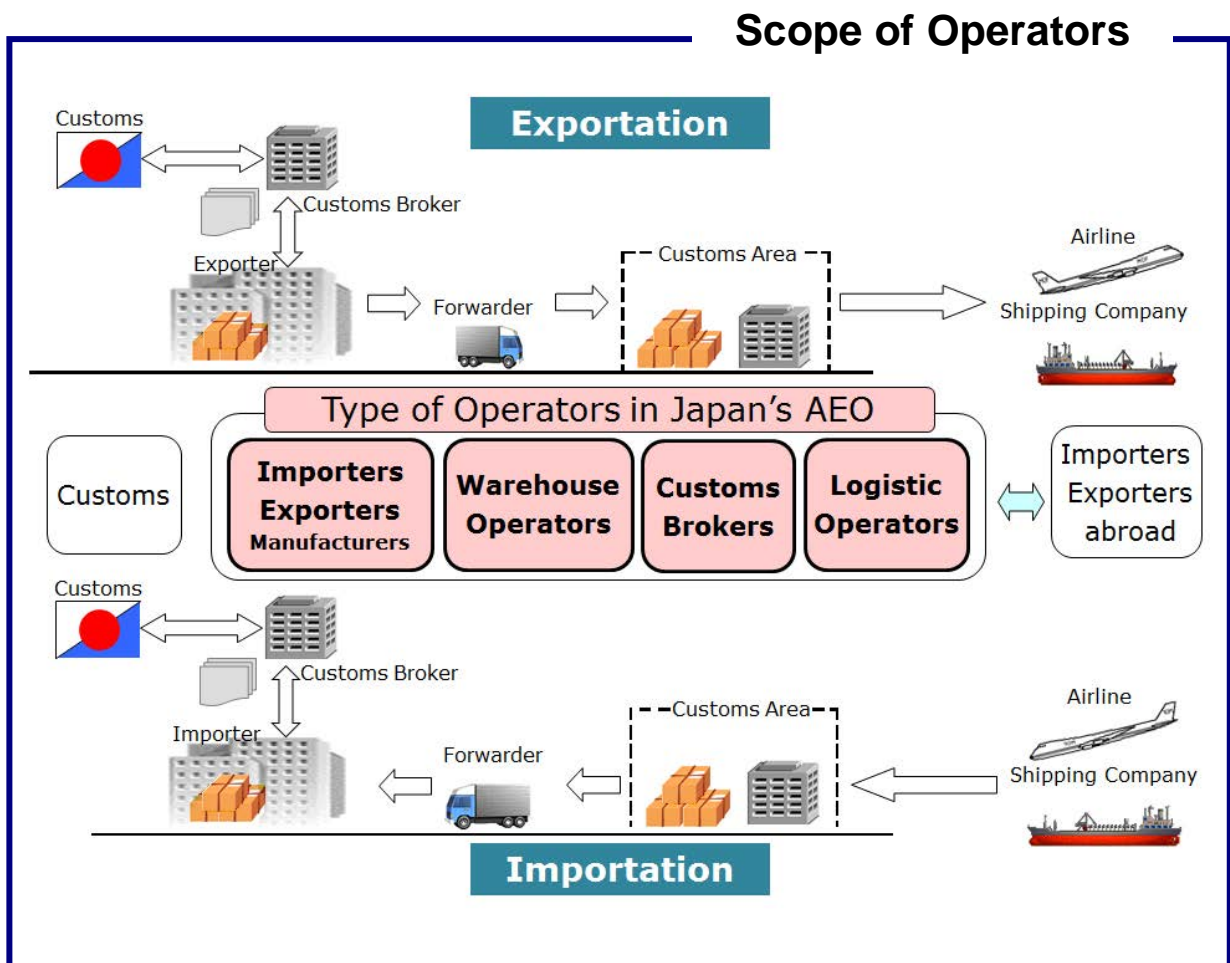 Scope of Operators
Exportation
Customs
Customs Broker
Exporter
Forwarder
Customs Area
Airline
Shipping Company
Type of Operators in Japan's AEO
Customs
Importers
Exporters
Manufacturers
Warehouse
Operators
Customs
Brokers
Logistic
Operators
Importers
Exporters
abroad
Customs
Customs Broker
Importer
Forwarder
Customs Area
Airline
Shipping Company
Importation